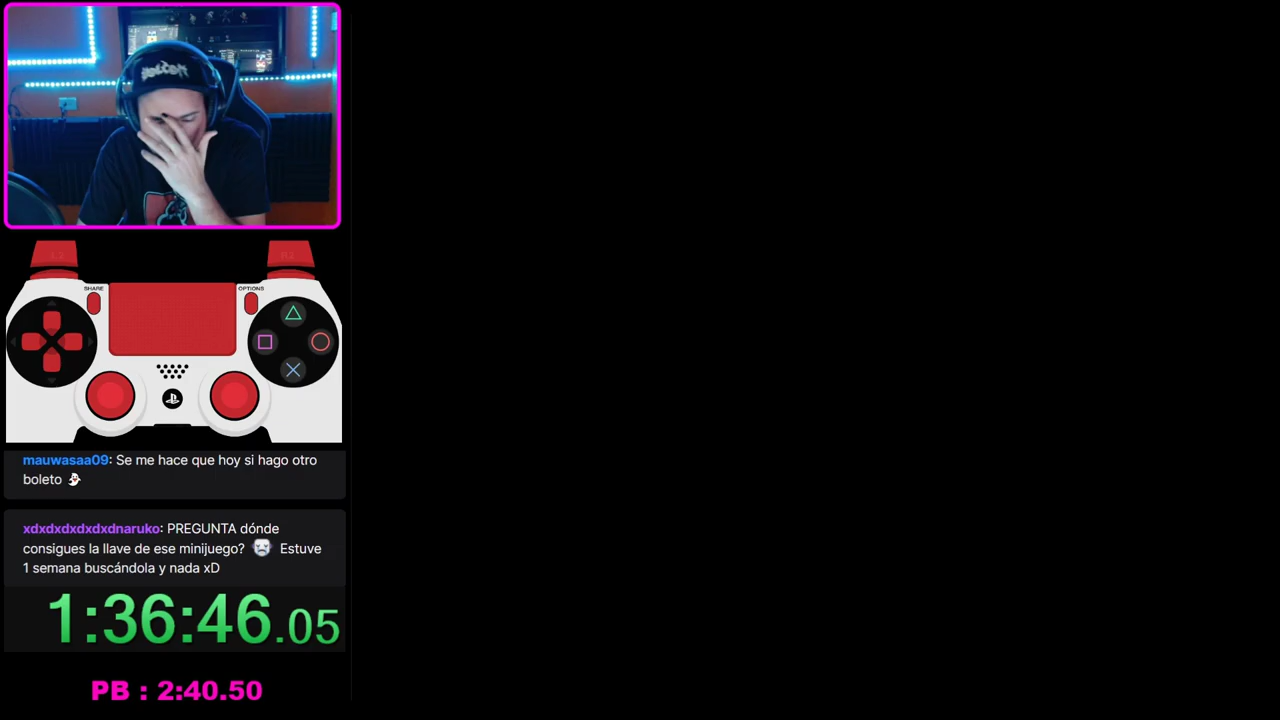 SHARE
OPTIONS
mauwasaa09: Se me hace que hoy si hago otro
boleto
xdxdxdxdxdxdnaruko: PREGUNTA dónde
consigues la llave de ese minijuego? Estuve
1 semana buscándola y nada xD
1:36:46.05
PB : 2:40.50